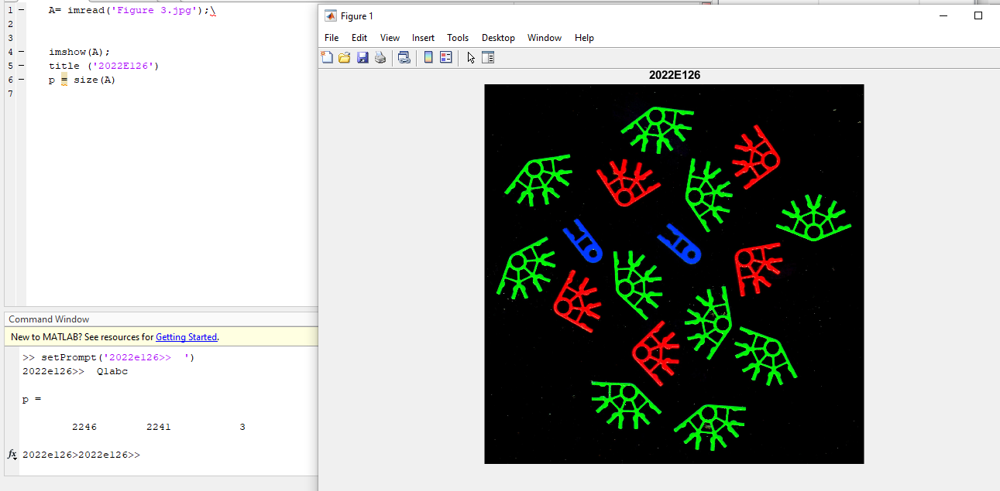 1 - A= imread('Figure 3.jpg');\
2
3
4 - imshow(A);
5 - title ('2022E126')
6 - p = size(A)
7
Command Window
New to MATLAB? See resources for Getting Started.
>> setPrompt('2022e126>>  ')
2022e126>>  Q1abc
p =
2246 2241 3
fx 2022e126>2022e126>>
Figure 1
File Edit View Insert Tools Desktop Window Help
2022E126